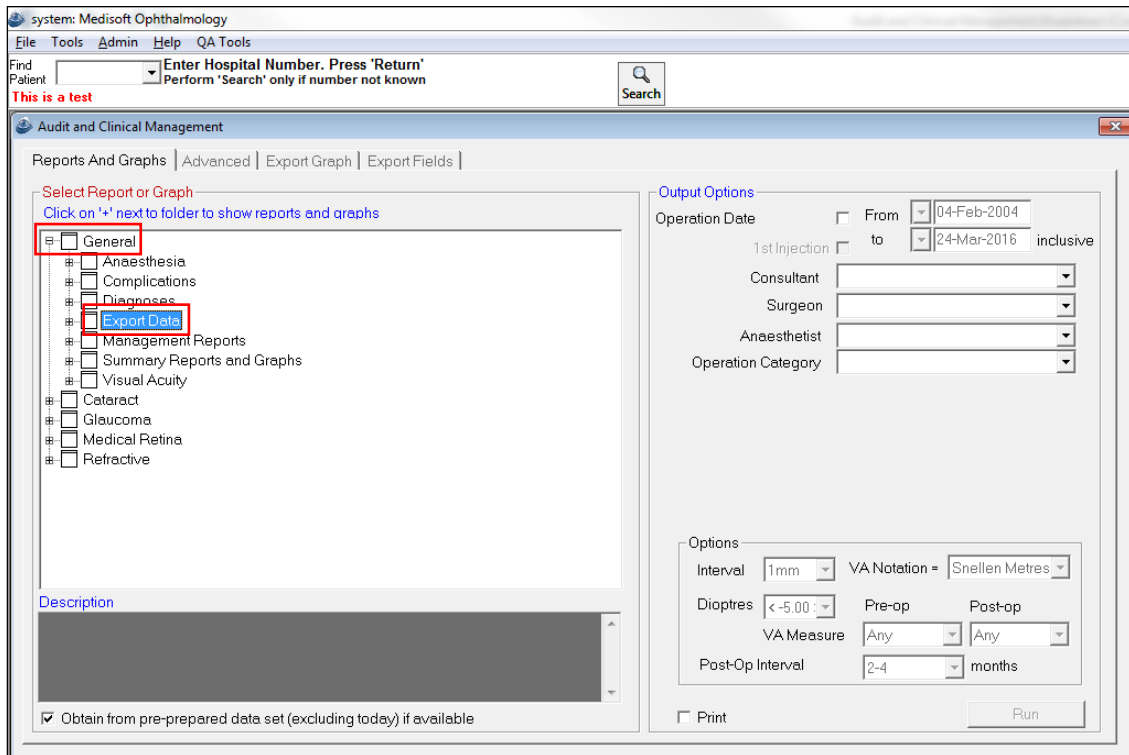 system: Medisoft Ophthalmology
File Tools Admin Help QA Tools
Find Patient
Enter Hospital Number. Press 'Return'
Perform 'Search' only if number not known
This is a test
Search
Audit and Clinical Management
Reports And Graphs Advanced Export Graph Export Fields
Select Report or Graph
Click on '+' next to folder to show reports and graphs
General
Anaesthesia
Complications
Diagnoses
Export Data
Management Reports
Summary Reports and Graphs
Visual Acuity
Cataract
Glaucoma
Medical Retina
Refractive
Description
Obtain from pre-prepared data set (excluding today) if available
Output Options
Operation Date From 04-Feb-2004
1st Injection to 24-Mar-2016 inclusive
Consultant
Surgeon
Anaesthetist
Operation Category
Options
Interval 1mm VA Notation = Snellen Metres
Dioptres < -5.00 : Pre-op Post-op
VA Measure Any Any
Post-Op Interval 2-4 months
Print Run